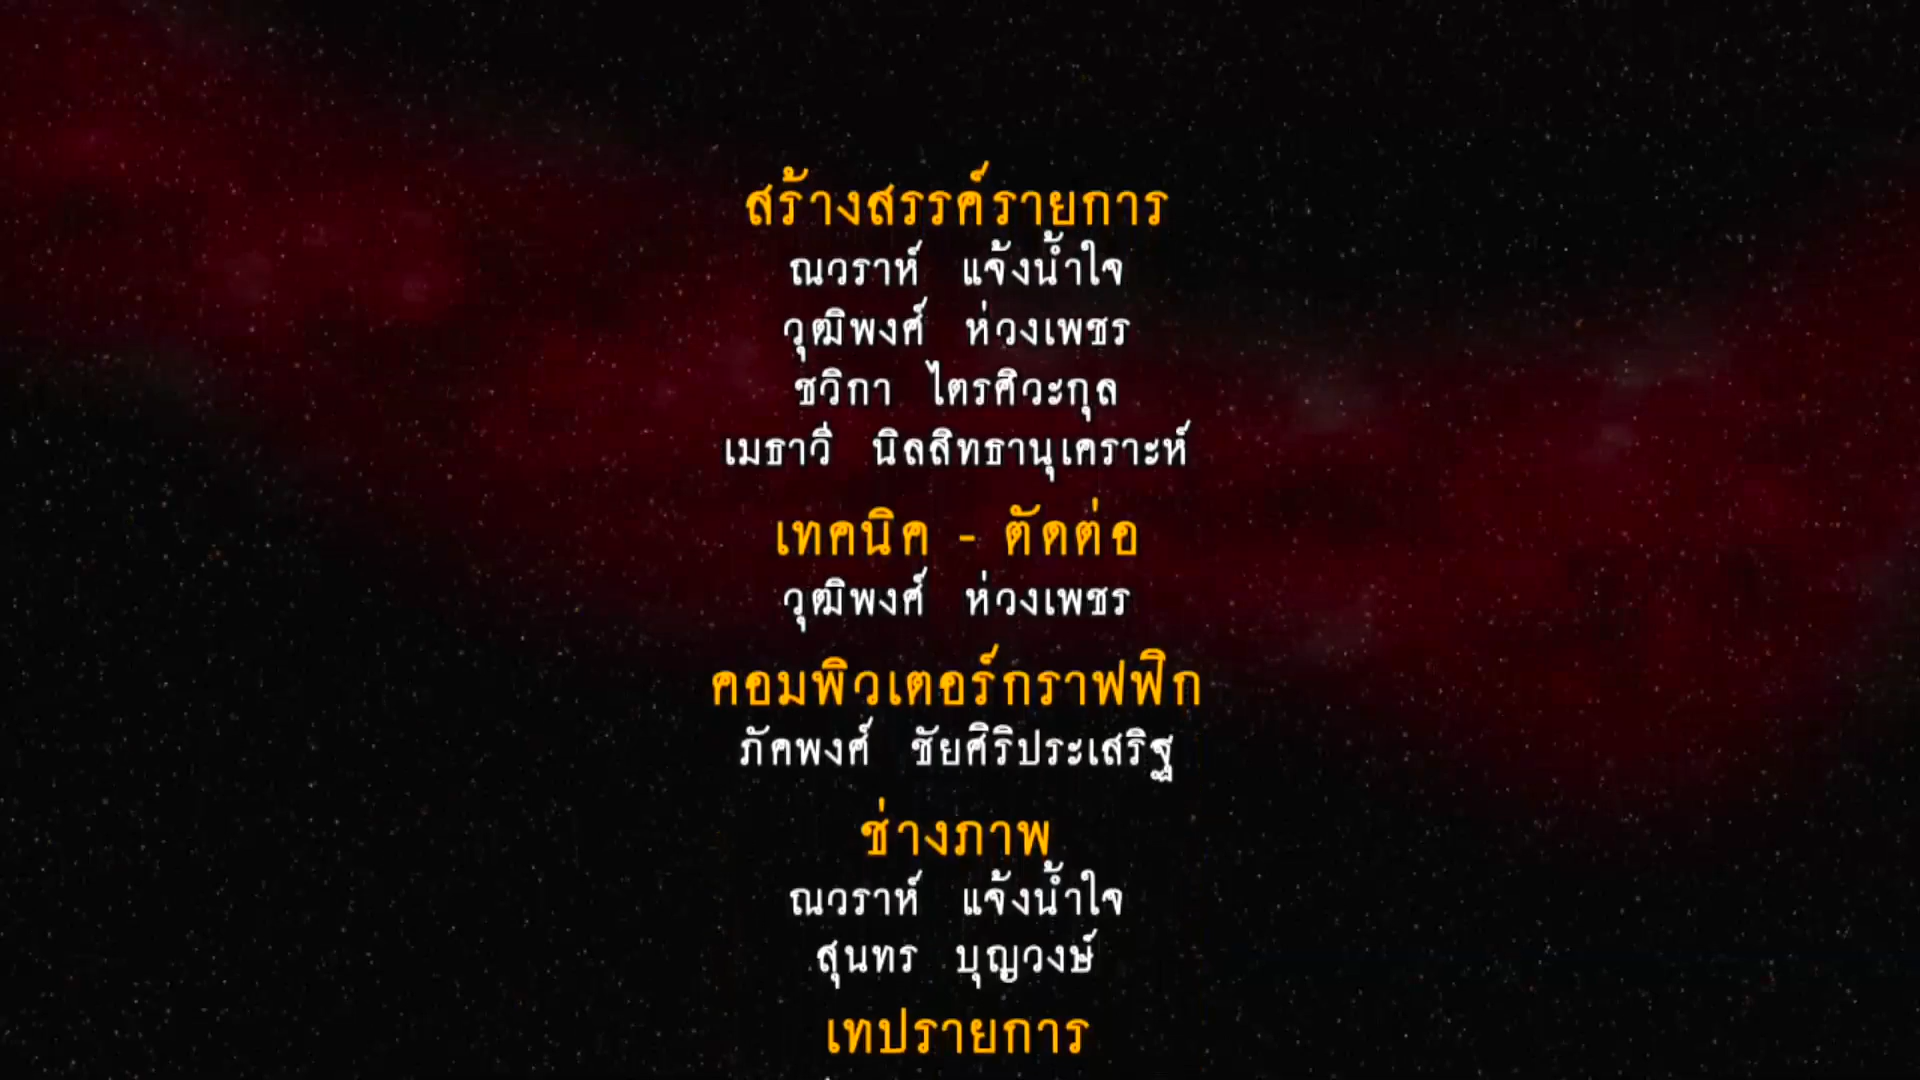 สร้างสรรค์รายการ
ณวราห์ แจ้งน้ำใจ
วุฒิพงศ์ ห่วงเพชร
ชวิกา ไตรศิวะกุล
เมธาวี นิลสิทธานุเคราะห์
เทคนิค - ตัดต่อ
วุฒิพงศ์ ห่วงเพชร
คอมพิวเตอร์กราฟฟิก
ภัคพงศ์ ชัยศิริประเสริฐ
ช่างภาพ
ณวราห์ แจ้งน้ำใจ
สุนทร บุญวงษ์
เทปรายการ